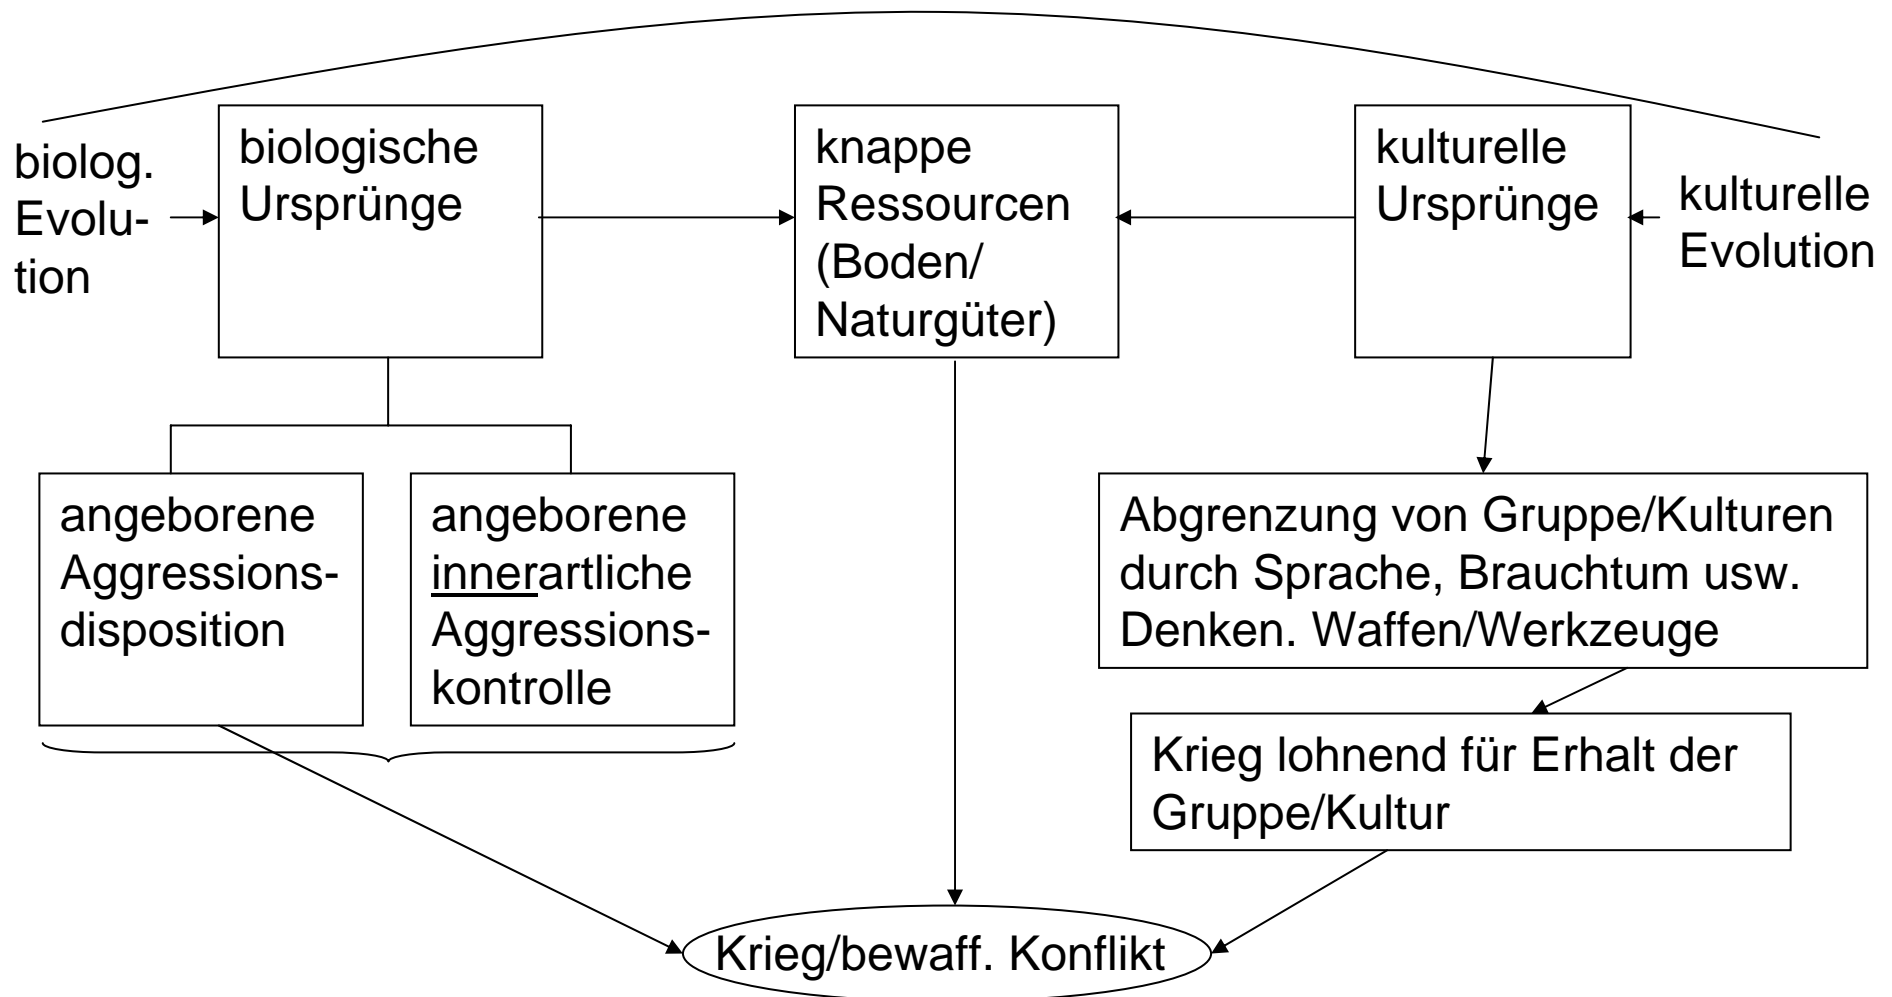 biolog.
Evolu-
tion
biologische
Ursprünge
knappe
Ressourcen
(Boden/
Naturgüter)
kulturelle
Ursprünge
kulturelle
Evolution
angeborene
Aggressions-
disposition
angeborene
innerartliche
Aggressions-
kontrolle
Abgrenzung von Gruppe/Kulturen
durch Sprache, Brauchtum usw.
Denken. Waffen/Werkzeuge
Krieg lohnend für Erhalt der
Gruppe/Kultur
Krieg/bewaff. Konflikt